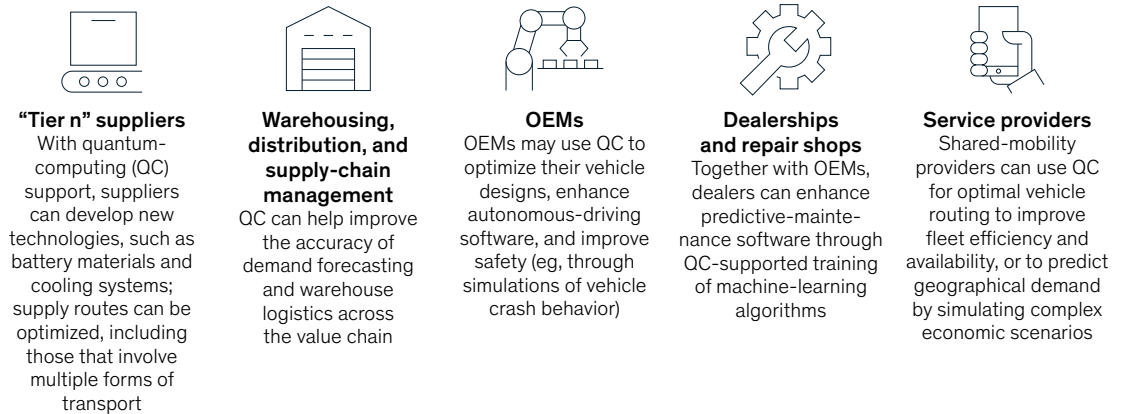 “Tier n” suppliers
With quantum-
computing (QC)
support, suppliers
can develop new
technologies, such as
battery materials and
cooling systems;
supply routes can be
optimized, including
those that involve
multiple forms of
transport
Warehousing,
distribution, and
supply-chain
management
QC can help improve
the accuracy of
demand forecasting
and warehouse
logistics across
the value chain
OEMs
OEMs may use QC to
optimize their vehicle
designs, enhance
autonomous-driving
software, and improve
safety (eg, through
simulations of vehicle
crash behavior)
Dealerships
and repair shops
Together with OEMs,
dealers can enhance
predictive-mainte-
nance software through
QC-supported training
of machine-learning
algorithms
Service providers
Shared-mobility
providers can use QC
for optimal vehicle
routing to improve
fleet efficiency and
availability, or to predict
geographical demand
by simulating complex
economic scenarios